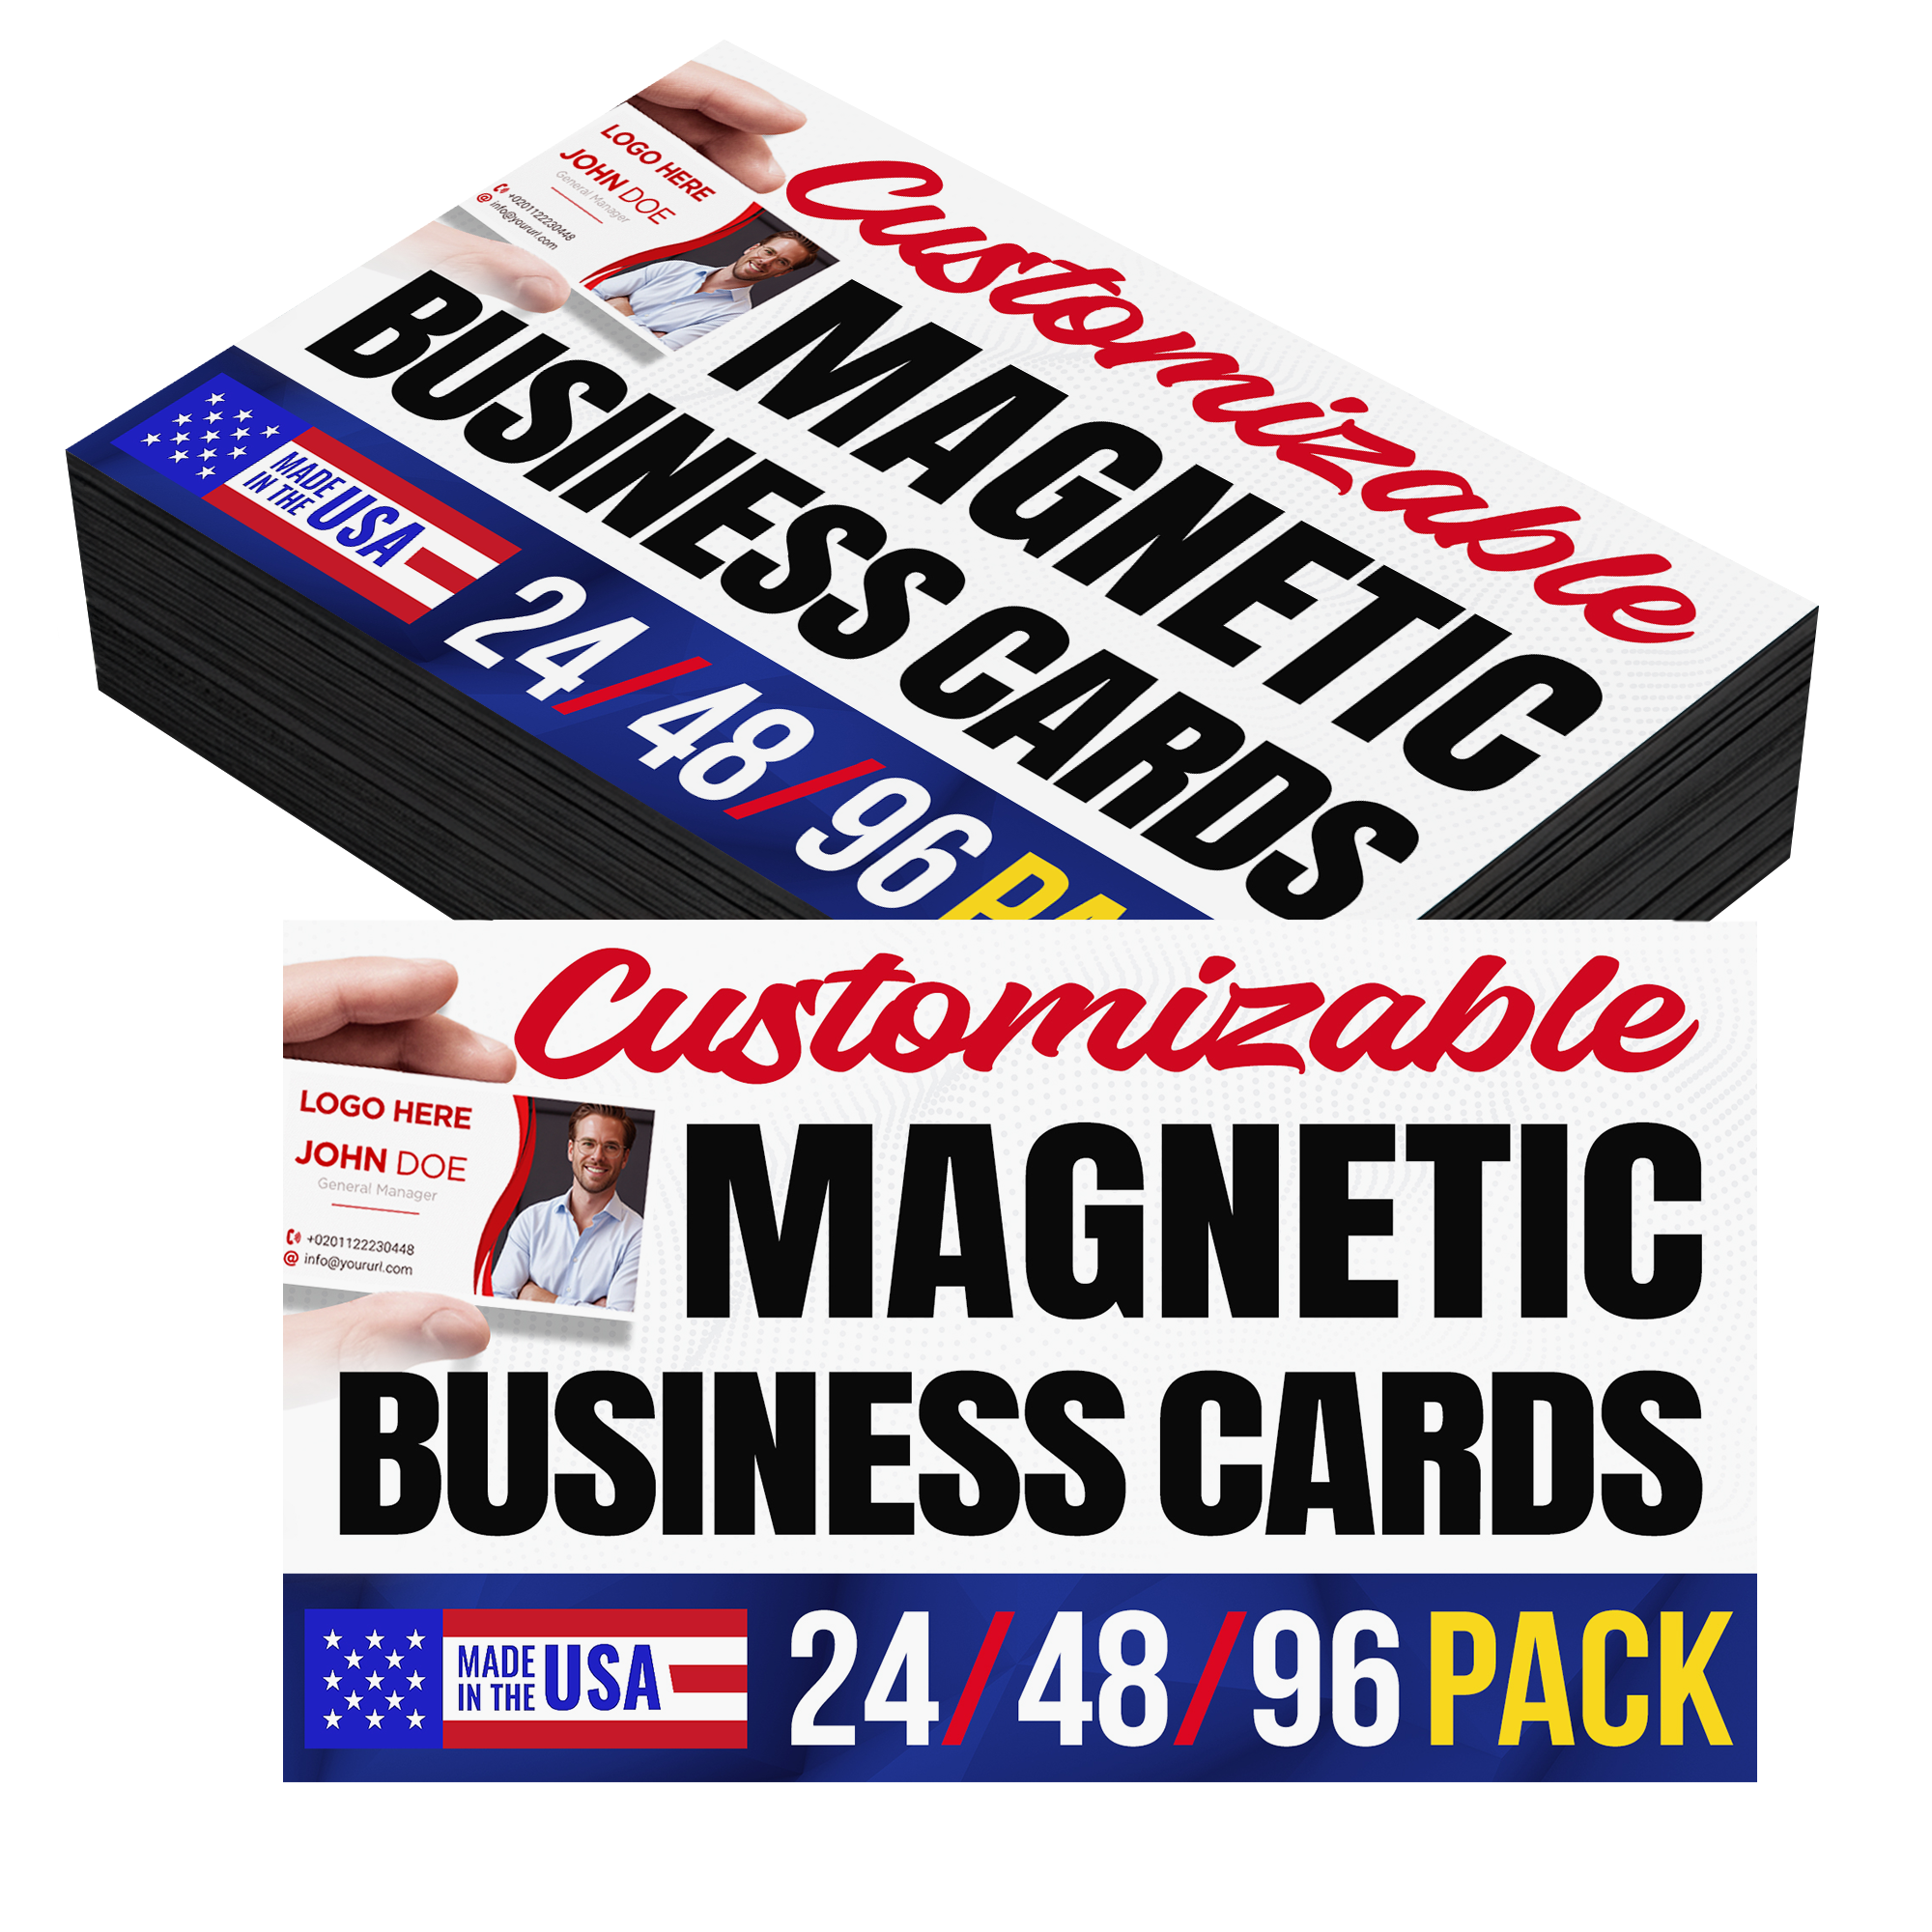 Customizable
LOGO HERE
JOHN DOE
General Manager
+0201122230448
info@yoururl.com
MAGNETIC
BUSINESS CARDS
MADE
IN THE USA
24/48/96 PA
Customizable
LOGO HERE
JOHN DOE
General Manager
+0201122230448
@ info@yoururl.com
MAGNETIC
BUSINESS CARDS
MADE
IN THE USA
24/48/96 PACK